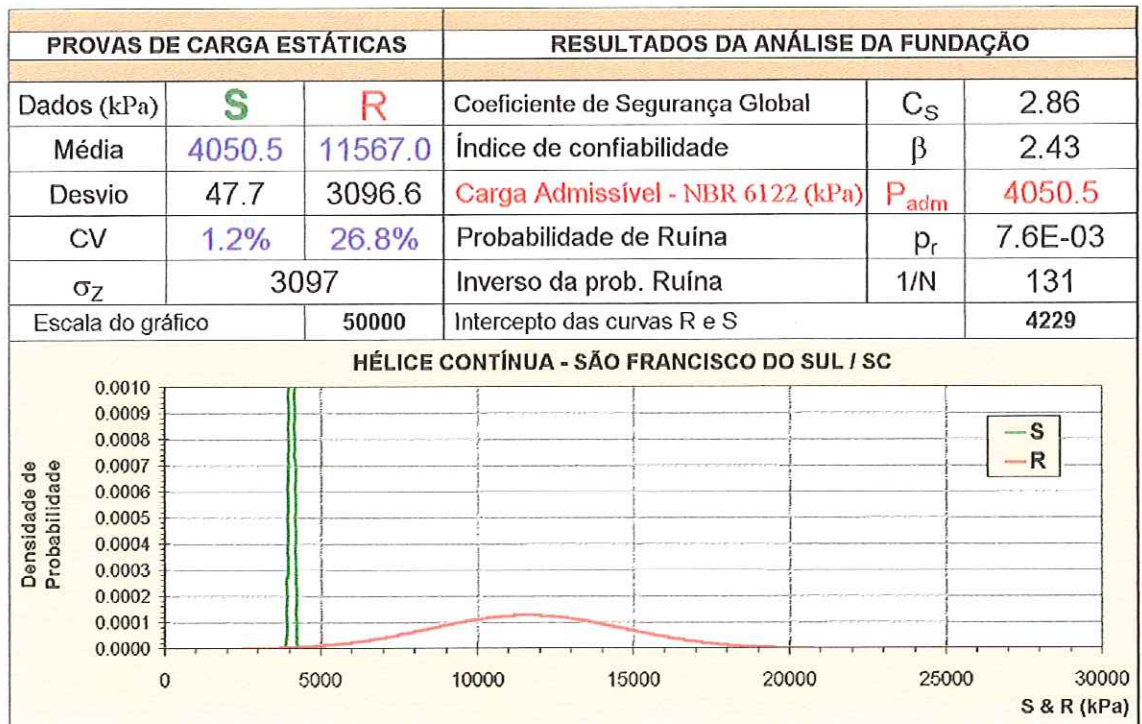 PROVAS DE CARGA ESTÁTICAS RESULTADOS DA ANÁLISE DA FUNDAÇÃO
Dados (kPa) S R Coeficiente de Segurança Global C_S 2.86
Média 4050.5 11567.0 Índice de confiabilidade β 2.43
Desvio 47.7 3096.6 Carga Admissível - NBR 6122 (kPa) P_adm 4050.5
CV 1.2% 26.8% Probabilidade de Ruína p_r 7.6E-03
σ_Z 3097 Inverso da prob. Ruína 1/N 131
Escala do gráfico 50000 Intercepto das curvas R e S 4229
HÉLICE CONTÍNUA - SÃO FRANCISCO DO SUL / SC
Densidade de
Probabilidade
0.0010
0.0009
0.0008
0.0007
0.0006
0.0005
0.0004
0.0003
0.0002
0.0001
0.0000
S
R
0 5000 10000 15000 20000 25000 30000
S & R (kPa)